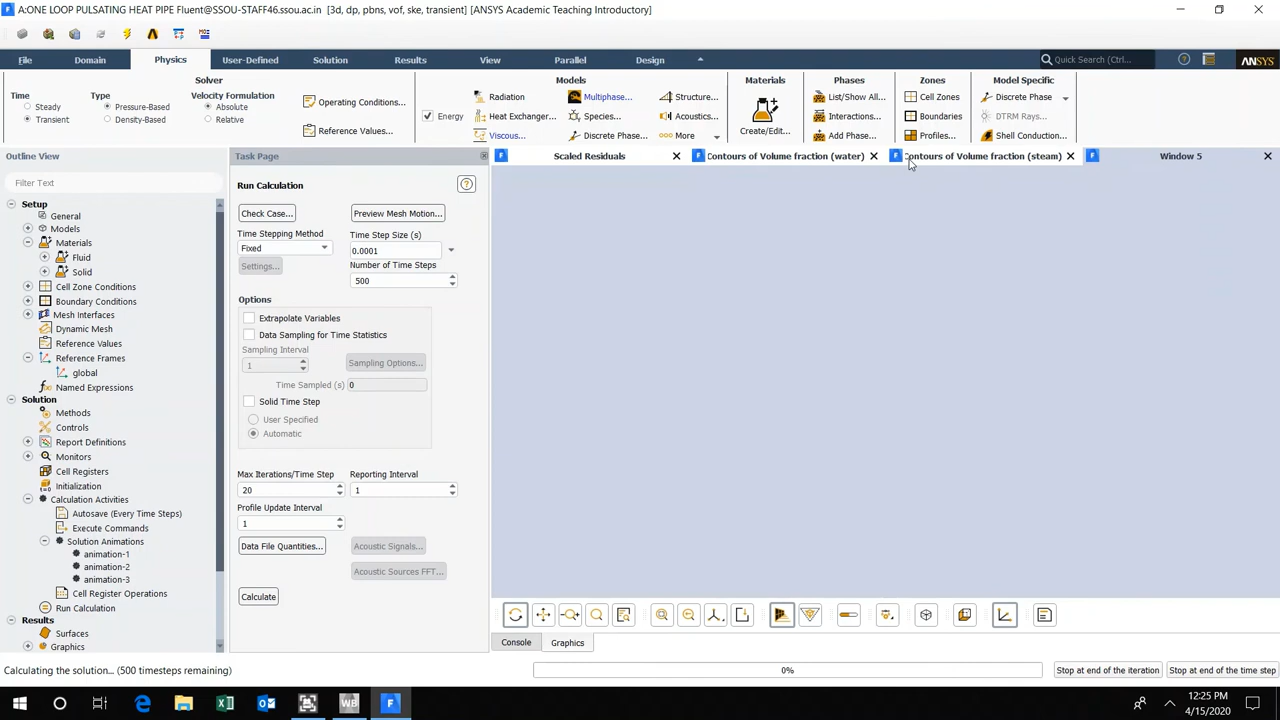 A:ONE LOOP PULSATING HEAT PIPE Fluent@SSOU-STAFF46.ssou.ac.in [3d, dp, pbns, vof, ske, transient] [ANSYS Academic Teaching Introductory]
File Domain Physics User-Defined Solution Results View Parallel Design Quick Search (Ctrl... ANSYS
Solver Models Materials Phases Zones Model Specific
Time Type Velocity Formulation
Steady Pressure-Based Absolute Operating Conditions... Radiation Multiphase... Structure... List/Show All... Cell Zones Discrete Phase
Transient Density-Based Relative Reference Values... Energy Heat Exchanger... Species... Acoustics... Create/Edit... Interactions... Boundaries DTRM Rays...
Viscous... Discrete Phase... More Add Phase... Profiles... Shell Conduction...
Outline View
Filter Text
Setup
General
Models
Materials
Fluid
Solid
Cell Zone Conditions
Boundary Conditions
Mesh Interfaces
Dynamic Mesh
Reference Values
Reference Frames
global
Named Expressions
Solution
Methods
Controls
Report Definitions
Monitors
Cell Registers
Initialization
Calculation Activities
Autosave (Every Time Steps)
Execute Commands
Solution Animations
animation-1
animation-2
animation-3
Cell Register Operations
Run Calculation
Results
Surfaces
Graphics
Task Page
Run Calculation ?
Check Case... Preview Mesh Motion...
Time Stepping Method Time Step Size (s)
Fixed 0.0001
Settings... Number of Time Steps
500
Options
Extrapolate Variables
Data Sampling for Time Statistics
Sampling Interval
1 Sampling Options...
Time Sampled (s) 0
Solid Time Step
User Specified
Automatic
Max Iterations/Time Step Reporting Interval
20 1
Profile Update Interval
1
Data File Quantities... Acoustic Signals...
Acoustic Sources FFT...
Calculate
Scaled Residuals Contours of Volume fraction (water) ontours of Volume fraction (steam) Window 5
Console Graphics
Calculating the solution... (500 timesteps remaining) 0% Stop at end of the iteration Stop at end of the time step
12:25 PM
4/15/2020